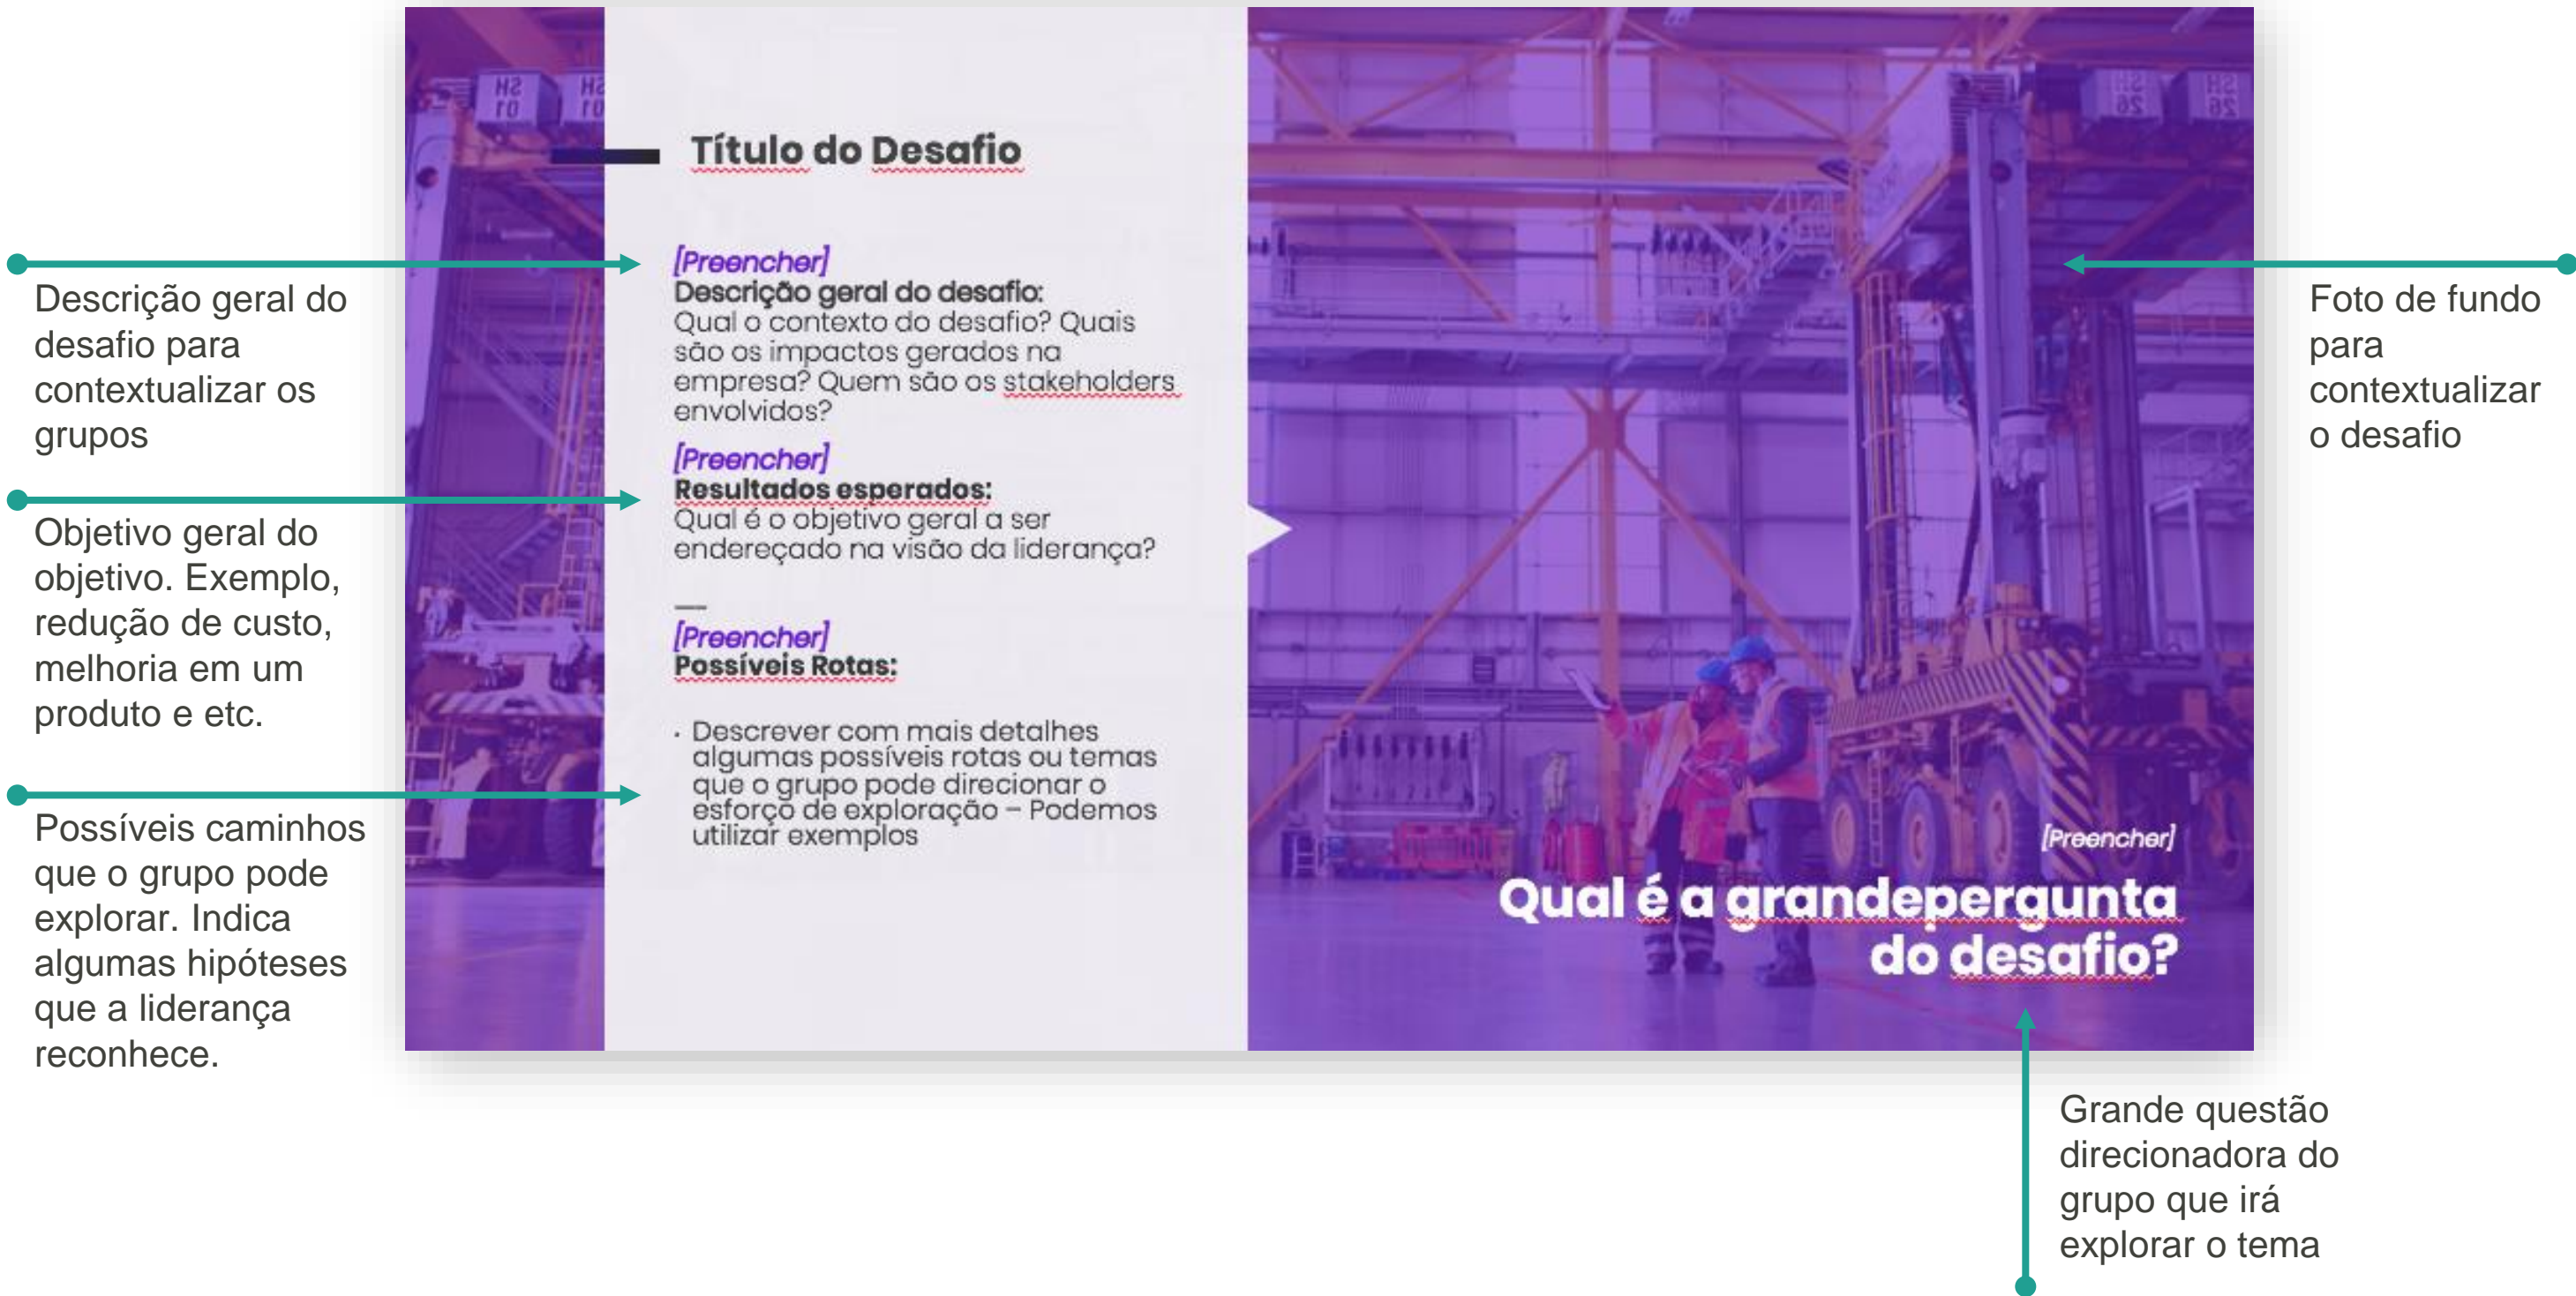 Título do Desafio
[Preencher]
Descrição geral do desafio:
Qual o contexto do desafio? Quais
são os impactos gerados na
empresa? Quem são os stakeholders
envolvidos?
[Preencher]
Resultados esperados:
Qual é o objetivo geral a ser
endereçado na visão da liderança?
[Preencher]
Possíveis Rotas:
• Descrever com mais detalhes
algumas possíveis rotas ou temas
que o grupo pode direcionar o
esforço de exploração – Podemos
utilizar exemplos
[Preencher]
Qual é a grandepergunta
do desafio?
Descrição geral do
desafio para
contextualizar os
grupos
Objetivo geral do
objetivo. Exemplo,
redução de custo,
melhoria em um
produto e etc.
Possíveis caminhos
que o grupo pode
explorar. Indica
algumas hipóteses
que a liderança
reconhece.
Foto de fundo
para
contextualizar
o desafio
Grande questão
direcionadora do
grupo que irá
explorar o tema